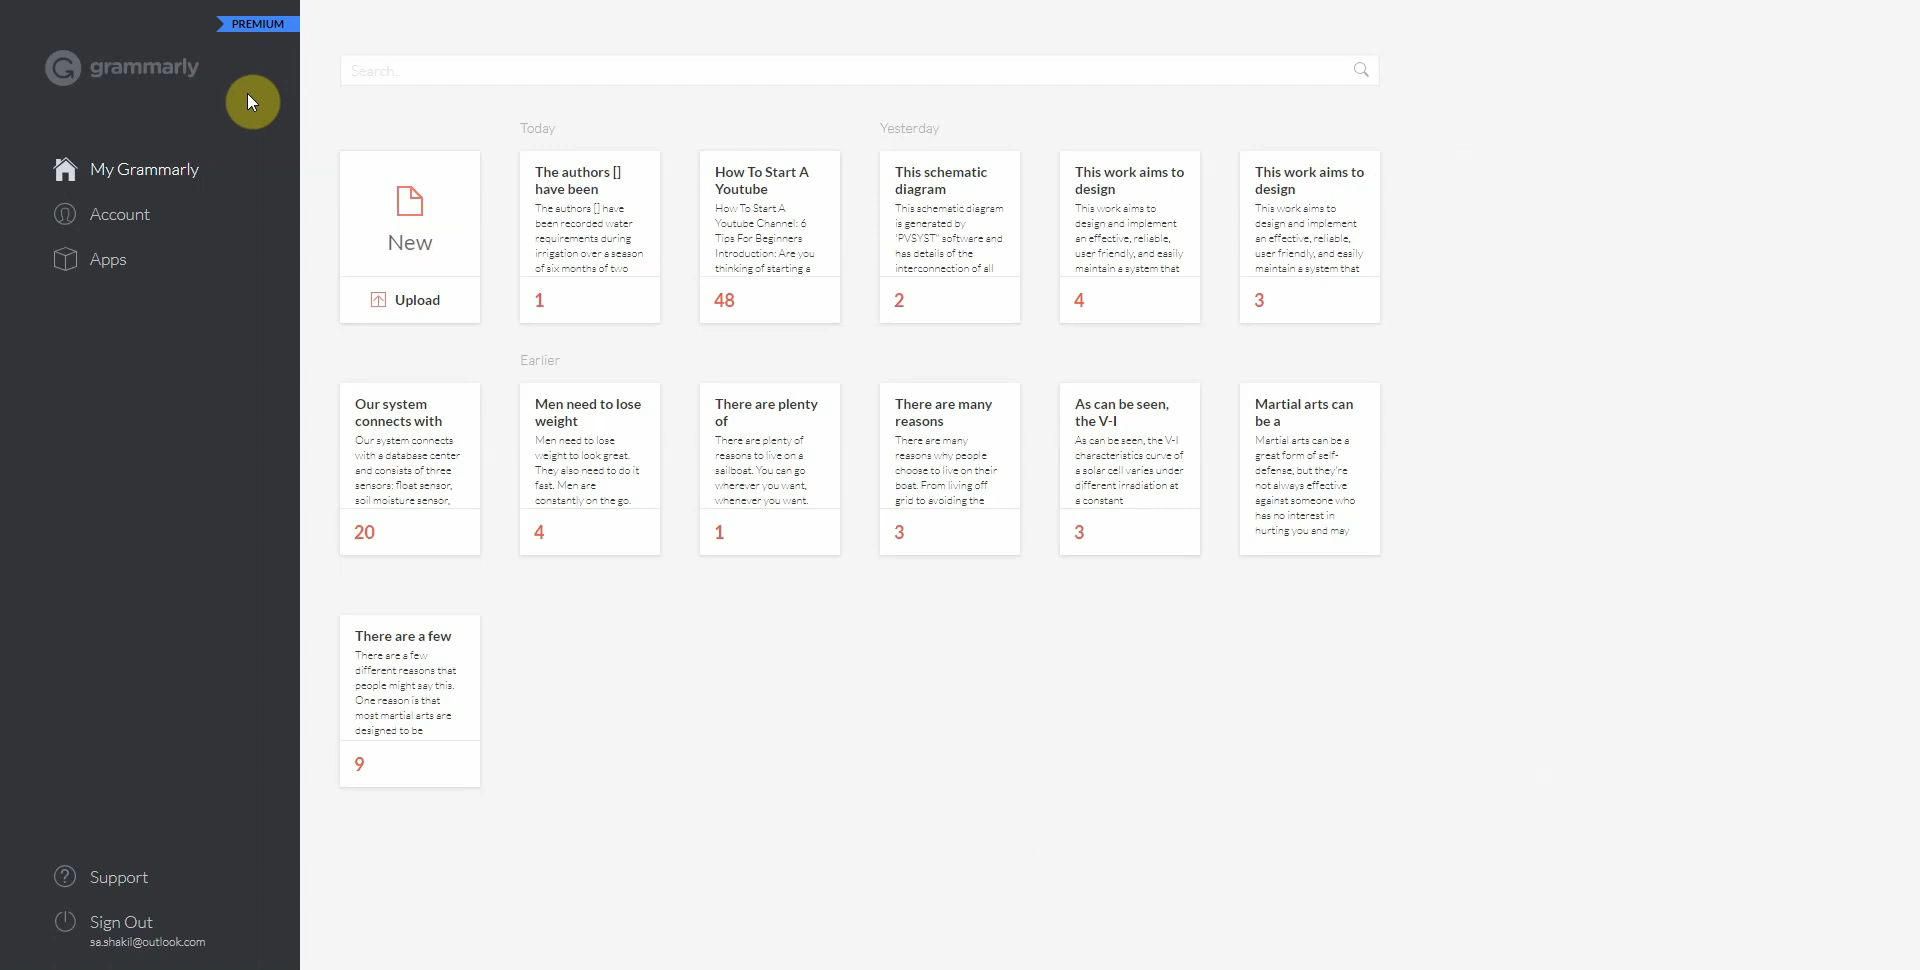 PREMIUM
grammarly
My Grammarly
Account
Apps
Support
Sign Out
sa.shakil@outlook.com
Search...
Today
Yesterday
New
Upload
The authors []
have been
The authors [] have
been recorded water
requirements during
irrigation over a season
of six months of two
1
How To Start A
Youtube
How To Start A
Youtube Channel: 6
Tips For Beginners
Introduction: Are you
thinking of starting a
48
This schematic
diagram
This schematic diagram
is generated by
'PVSYST" software and
has details of the
interconnection of all
2
This work aims to
design
This work aims to
design and implement
an effective, reliable,
user friendly, and easily
maintain a system that
4
This work aims to
design
This work aims to
design and implement
an effective, reliable,
user friendly, and easily
maintain a system that
3
Earlier
Our system
connects with
Our system connects
with a database center
and consists of three
sensors: float sensor,
soil moisture sensor,
20
Men need to lose
weight
Men need to lose
weight to look great.
They also need to do it
fast. Men are
constantly on the go.
4
There are plenty
of
There are plenty of
reasons to live on a
sailboat. You can go
wherever you want,
whenever you want.
1
There are many
reasons
There are many
reasons why people
choose to live on their
boat. From living off
grid to avoiding the
3
As can be seen,
the V-I
As can be seen, the V-I
characteristics curve of
a solar cell varies under
different irradiation at
a constant
3
Martial arts can
be a
Martial arts can be a
great form of self-
defense, but they're
not always effective
against someone who
has no interest in
hurting you and may
There are a few
There are a few
different reasons that
people might say this.
One reason is that
most martial arts are
designed to be
9